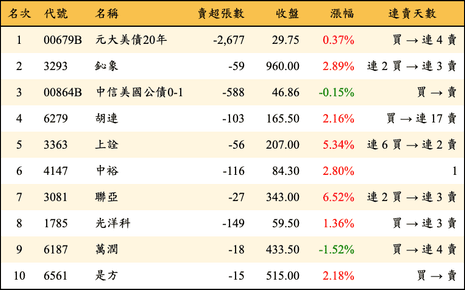 名次 代號 名稱 賣超張數 收盤 漲幅 連賣天數
1 00679B 元大美債20年 -2,677 29.75 0.37% 買→連 4 賣
2 3293 鈊象 -59 960.00 2.89% 連 2 買→連 3 賣
3 00864B 中信美國公債0-1 -588 46.86 -0.15% 買→賣
4 6279 胡連 -103 165.50 2.16% 買→連 17 賣
5 3363 上詮 -56 207.00 5.34% 連 6 買→連 2 賣
6 4147 中裕 -116 84.30 2.80% 1
7 3081 聯亞 -27 343.00 6.52% 連 2 買→連 3 賣
8 1785 光洋科 -149 59.50 1.36% 買→連 3 賣
9 6187 萬潤 -18 433.50 -1.52% 買→連 4 賣
10 6561 是方 -15 515.00 2.18% 買→賣